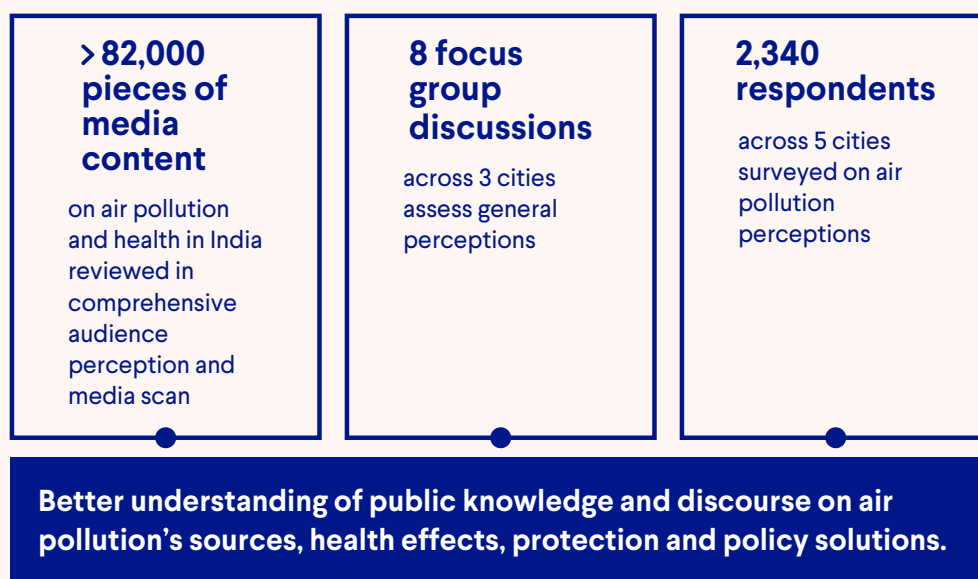 > 82,000
pieces of
media
content
on air pollution
and health in India
reviewed in
comprehensive
audience
perception and
media scan
8 focus
group
discussions
across 3 cities
assess general
perceptions
2,340
respondents
across 5 cities
surveyed on air
pollution
perceptions
Better understanding of public knowledge and discourse on air
pollution’s sources, health effects, protection and policy solutions.